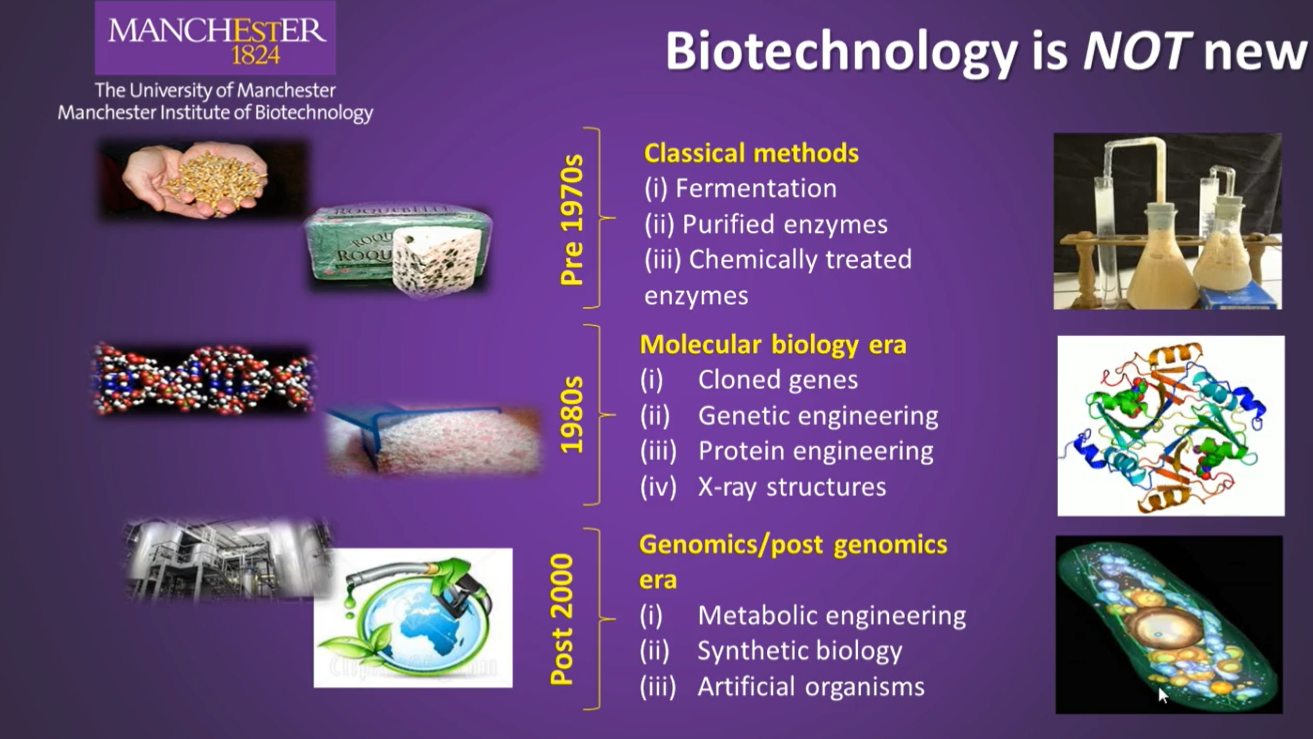 MANCHESTER
1824
The University of Manchester
Manchester Institute of Biotechnology
Biotechnology is NOT new
Pre 1970s
Classical methods
(i) Fermentation
(ii) Purified enzymes
(iii) Chemically treated
enzymes
1980s
Molecular biology era
(i) Cloned genes
(ii) Genetic engineering
(iii) Protein engineering
(iv) X-ray structures
Post 2000
Genomics/post genomics
era
(i) Metabolic engineering
(ii) Synthetic biology
(iii) Artificial organisms